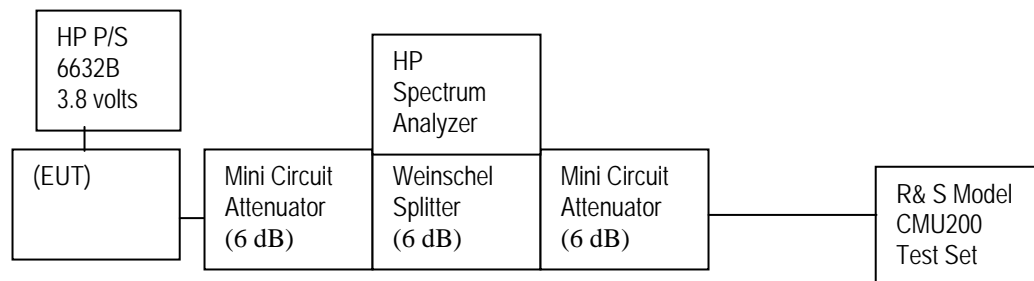 HP P/S
6632B
3.8 volts
HP
Spectrum
Analyzer
(EUT)
Mini Circuit
Attenuator
(6 dB)
Weinschel
Splitter
(6 dB)
Mini Circuit
Attenuator
(6 dB)
R& S Model
CMU200
Test Set